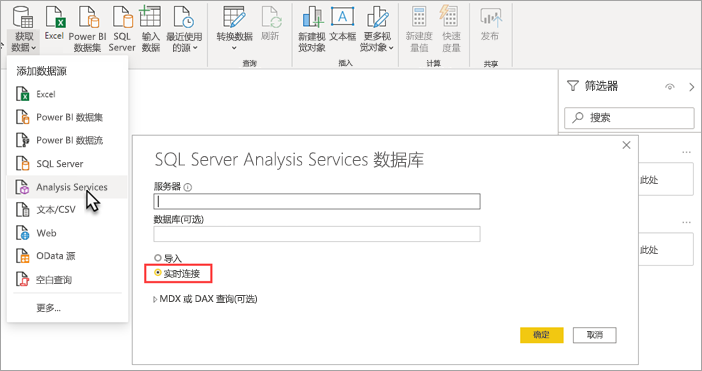 获取
数据
Excel
Power BI
数据集
SQL
Server
输入
数据
最近使用
的源
转换数据
刷新
新建视
觉对象
文本框
更多视
觉对象
新建度
量值
快速度
量
发布
查询
插入
计算
共享
添加数据源
Excel
Power BI 数据集
Power BI 数据流
SQL Server
Analysis Services
文本/CSV
Web
OData 源
空白查询
更多...
SQL Server Analysis Services 数据库
服务器
数据库(可选)
导入
实时连接
MDX 或 DAX 查询(可选)
确定
取消
筛选器
搜索
...
此处
...
此处